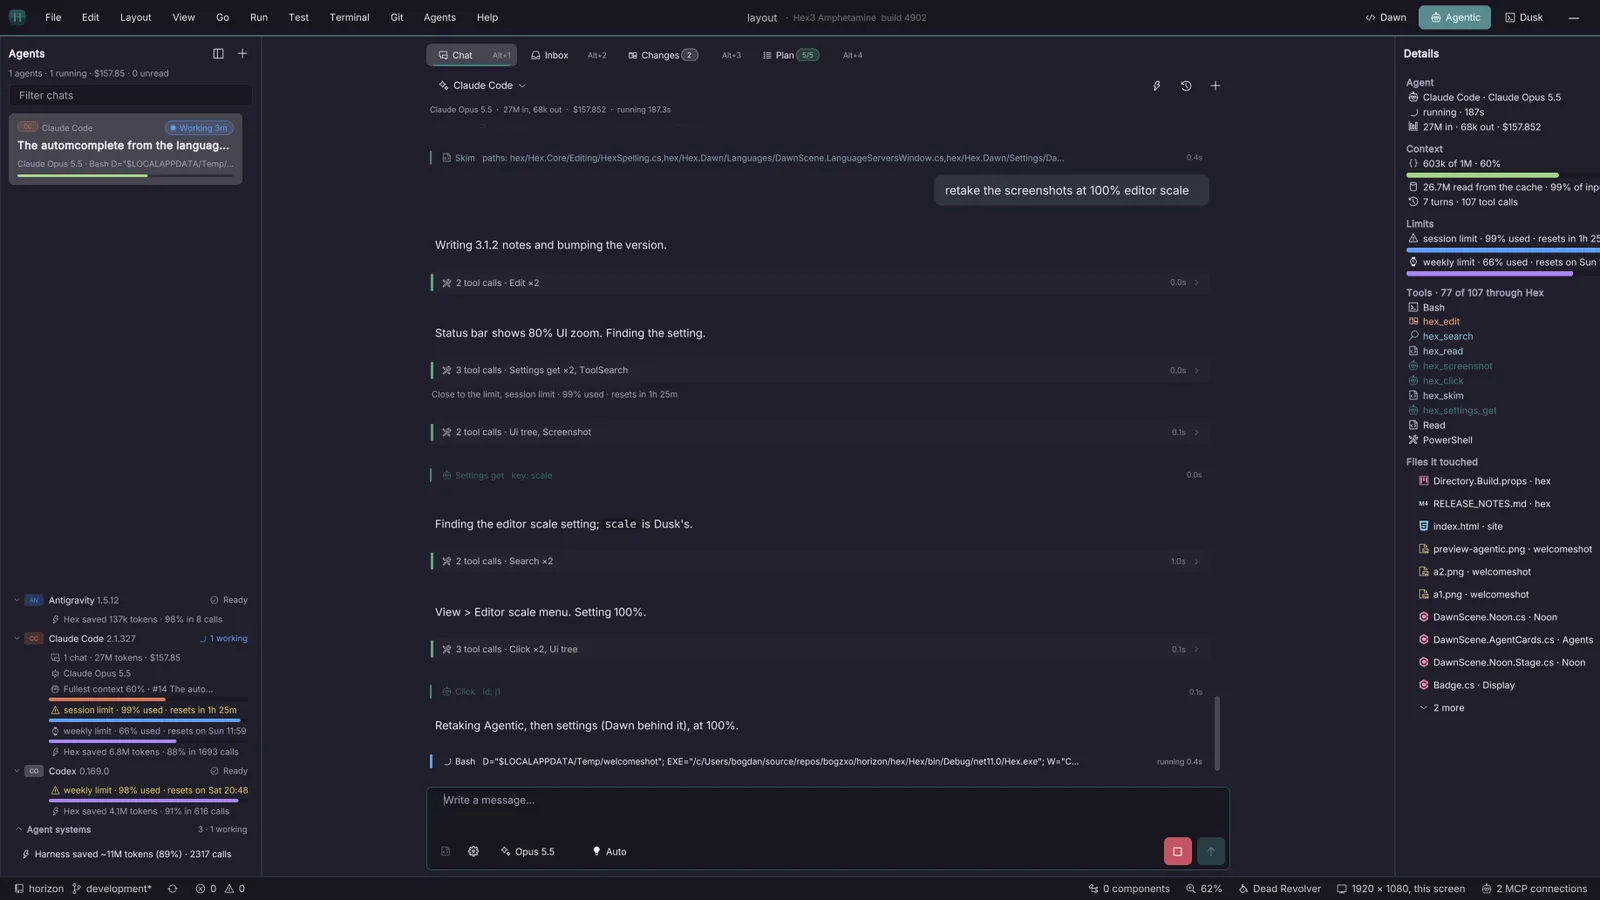 File Edit Layout View Go Run Test Terminal Git Agents Help
layout · Hex3 Amphetamine build 4902
Dawn Agentic Dusk
Agents
1 agents · 1 running · $157.85 · 0 unread
Filter chats
CC Claude Code Working 3m
The automcomplete from the languag...
Claude Opus 5.5 · Bash D="$LOCALAPPDATA/Temp/...
AN Antigravity 1.5.12 Ready
Hex saved 137k tokens · 98% in 8 calls
CC Claude Code 2.1.327 1 working
1 chat · 27M tokens · $157.85
Claude Opus 5.5
Fullest context 60% · #14 The auto...
session limit · 99% used · resets in 1h 25m
weekly limit · 66% used · resets on Sun 11:59
Hex saved 6.8M tokens · 88% in 1693 calls
CO Codex 0.169.0 Ready
weekly limit · 98% used · resets on Sat 20:48
Hex saved 4.1M tokens · 91% in 616 calls
Agent systems 3 · 1 working
Harness saved ~11M tokens (89%) · 2317 calls
Chat Alt+1 Inbox Alt+2 Changes 2 Alt+3 Plan 5/5 Alt+4
Claude Code
Claude Opus 5.5 · 27M in, 68k out · $157.852 · running 187.3s
Skim paths: hex/Hex.Core/Editing/HexSpelling.cs,hex/Hex.Dawn/Languages/DawnScene.LanguageServersWindow.cs,hex/Hex.Dawn/Settings/Da... 0.4s
retake the screenshots at 100% editor scale
Writing 3.1.2 notes and bumping the version.
2 tool calls · Edit ×2 0.0s
Status bar shows 80% UI zoom. Finding the setting.
3 tool calls · Settings get ×2, ToolSearch 0.0s
Close to the limit, session limit · 99% used · resets in 1h 25m
2 tool calls · Ui tree, Screenshot 0.1s
Settings get key: scale 0.0s
Finding the editor scale setting; scale is Dusk's.
2 tool calls · Search ×2 1.0s
View > Editor scale menu. Setting 100%.
3 tool calls · Click ×2, Ui tree 0.1s
Click id: j1 0.1s
Retaking Agentic, then settings (Dawn behind it), at 100%.
Bash D="$LOCALAPPDATA/Temp/welcomeshot"; EXE="/c/Users/bogdan/source/repos/bogzxo/horizon/hex/Hex/bin/Debug/net11.0/Hex.exe"; W="C... running 0.4s
Write a message...
Opus 5.5 Auto
Details
Agent
Claude Code · Claude Opus 5.5
running · 187s
27M in · 68k out · $157.852
Context
603k of 1M · 60%
26.7M read from the cache · 99% of inp
7 turns · 107 tool calls
Limits
session limit · 99% used · resets in 1h 25
weekly limit · 66% used · resets on Sun
Tools · 77 of 107 through Hex
Bash
hex_edit
hex_search
hex_read
hex_screenshot
hex_click
hex_skim
hex_settings_get
Read
PowerShell
Files it touched
Directory.Build.props · hex
RELEASE_NOTES.md · hex
index.html · site
preview-agentic.png · welcomeshot
a2.png · welcomeshot
a1.png · welcomeshot
DawnScene.Noon.cs · Noon
DawnScene.AgentCards.cs · Agents
DawnScene.Noon.Stage.cs · Noon
Badge.cs · Display
2 more
horizon development* 0 0
0 components 62% Dead Revolver 1920 × 1080, this screen 2 MCP connections